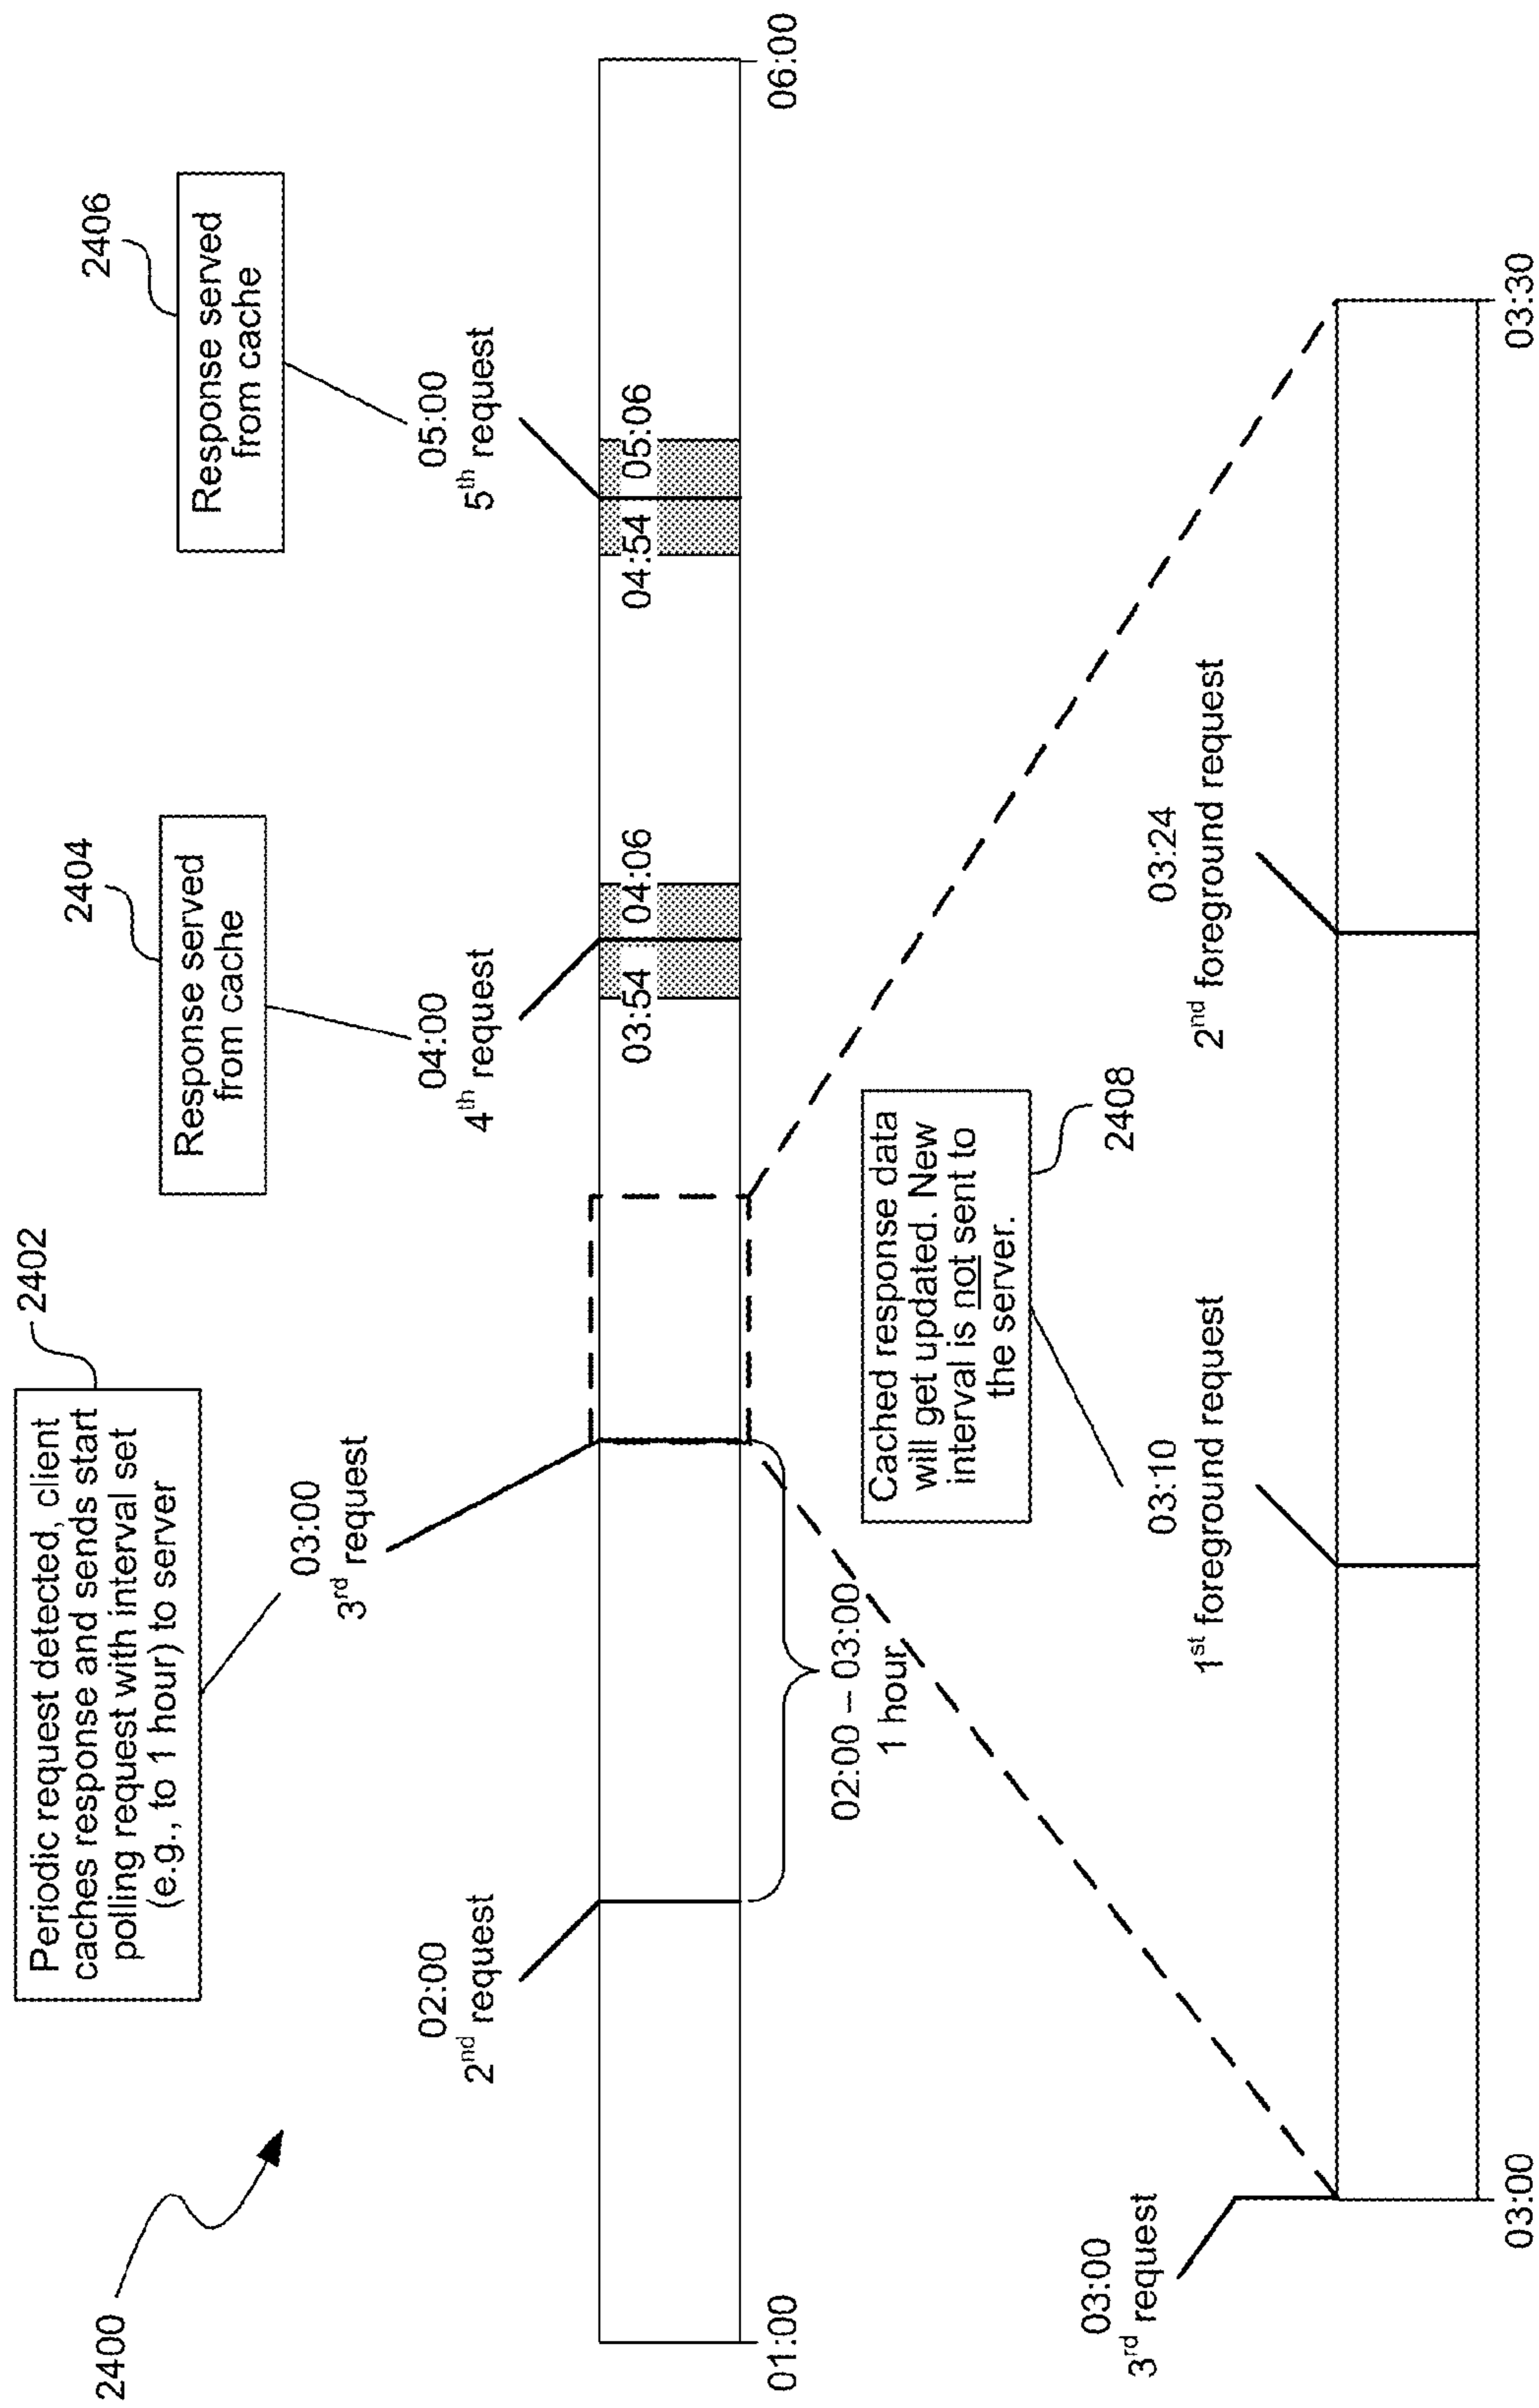 2400
2402
Periodic request detected, client
caches response and sends start
polling request with interval set
(e.g., to 1 hour) to server
2404
Response served
from cache
2406
Response served
from cache
02:00
2nd request
03:00
3rd request
04:00
4th request
05:00
5th request
03:54 04:06
04:54 05:06
01:00
06:00
02:00 – 03:00
1 hour
Cached response data
will get updated. New
interval is not sent to
the server.
2408
03:00
3rd request
03:10
1st foreground request
03:24
2nd foreground request
03:00
03:30